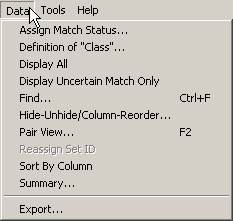 Data Tools Help
Assign Match Status...
Definition of "Class"...
Display All
Display Uncertain Match Only
Find... Ctrl+F
Hide-Unhide/Column-Reorder...
Pair View... F2
Reassign Set ID
Sort By Column
Summary...
Export...